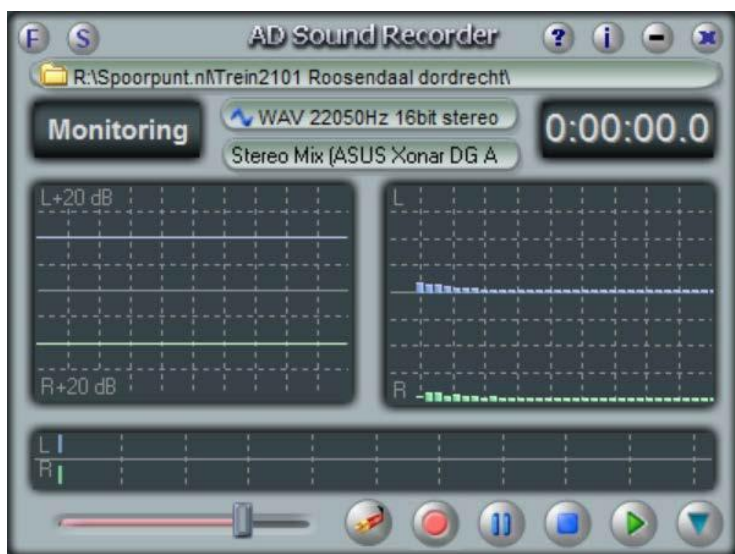 F S AD Sound Recorder ? i
R:\Spoorpunt.nl\Trein2101 Roosendaal dordrecht\
Monitoring
WAV 22050Hz 16bit stereo
Stereo Mix (ASUS Xonar DG A
0:00:00.0
L+20 dB
R+20 dB
L
R
L
R